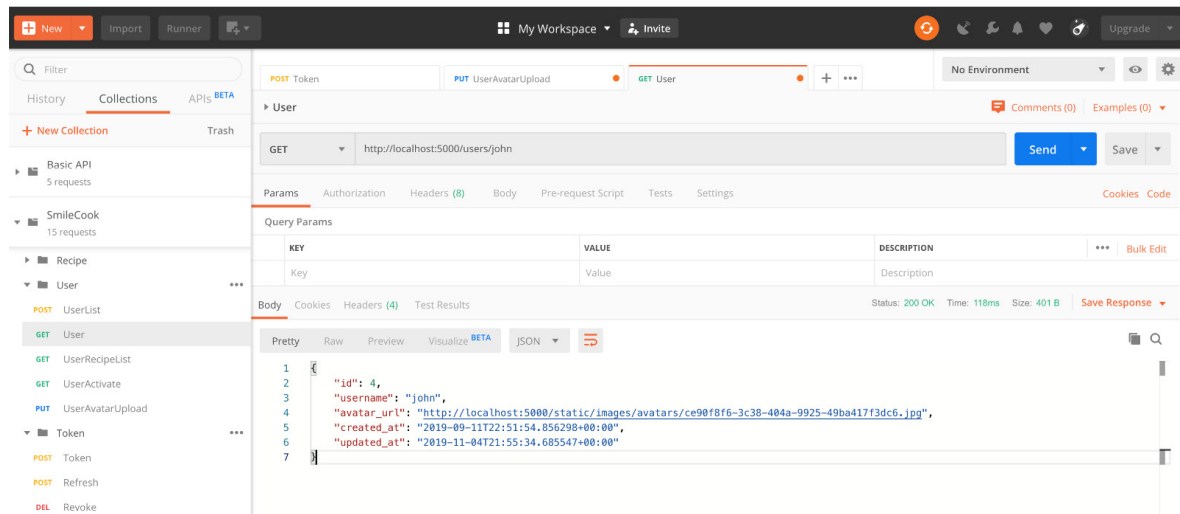 New Import Runner My Workspace Invite Upgrade
Filter
History Collections APIs BETA
+ New Collection Trash
Basic API
5 requests
SmileCook
15 requests
Recipe
User
POST UserList
GET User
GET UserRecipeList
GET UserActivate
PUT UserAvatarUpload
Token
POST Token
POST Refresh
DEL Revoke
POST Token PUT UserAvatarUpload GET User + ••• No Environment
User Comments (0) Examples (0)
GET http://localhost:5000/users/john Send Save
Params Authorization Headers (8) Body Pre-request Script Tests Settings Cookies Code
Query Params
KEY VALUE DESCRIPTION ••• Bulk Edit
Key Value Description
Body Cookies Headers (4) Test Results Status: 200 OK Time: 118ms Size: 401 B Save Response
Pretty Raw Preview Visualize BETA JSON
1 {
2 "id": 4,
3 "username": "john",
4 "avatar_url": "http://localhost:5000/static/images/avatars/ce90f8f6-3c38-404a-9925-49ba417f3dc6.jpg",
5 "created_at": "2019-09-11T22:51:54.856298+00:00",
6 "updated_at": "2019-11-04T21:55:34.685547+00:00"
7 }